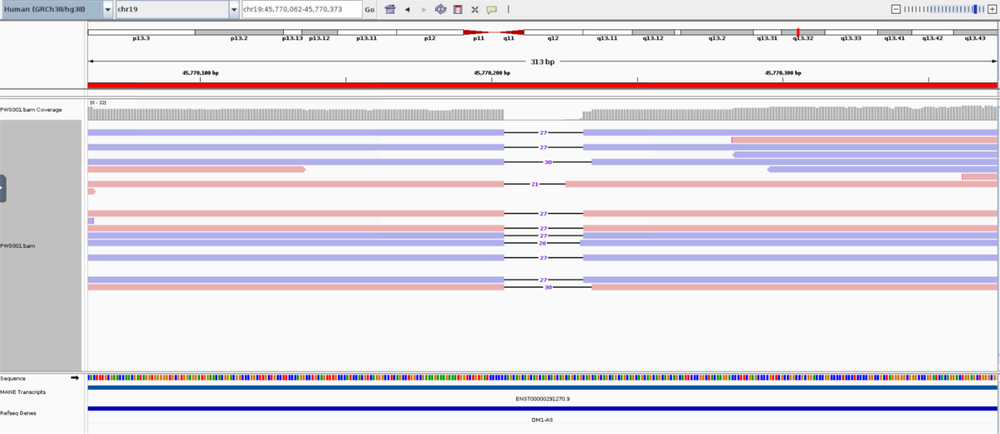 Human (GRCh38/hg38) chr19 chr19:45,770,062-45,770,373 Go
p13.3 p13.2 p13.13 p13.12 p13.11 p12 p11 q11 q12 q13.11 q13.12 q13.2 q13.31 q13.32 q13.33 q13.41 q13.42 q13.43
313 bp
45,770,100 bp 45,770,200 bp 45,770,300 bp
[0 - 22]
PWS001.bam Coverage
27
27
30
21
27
27
27
26
PWS001.bam
27
27
30
Sequence
MANE Transcripts
ENST00000291270.9
Refseq Genes
DM1-AS